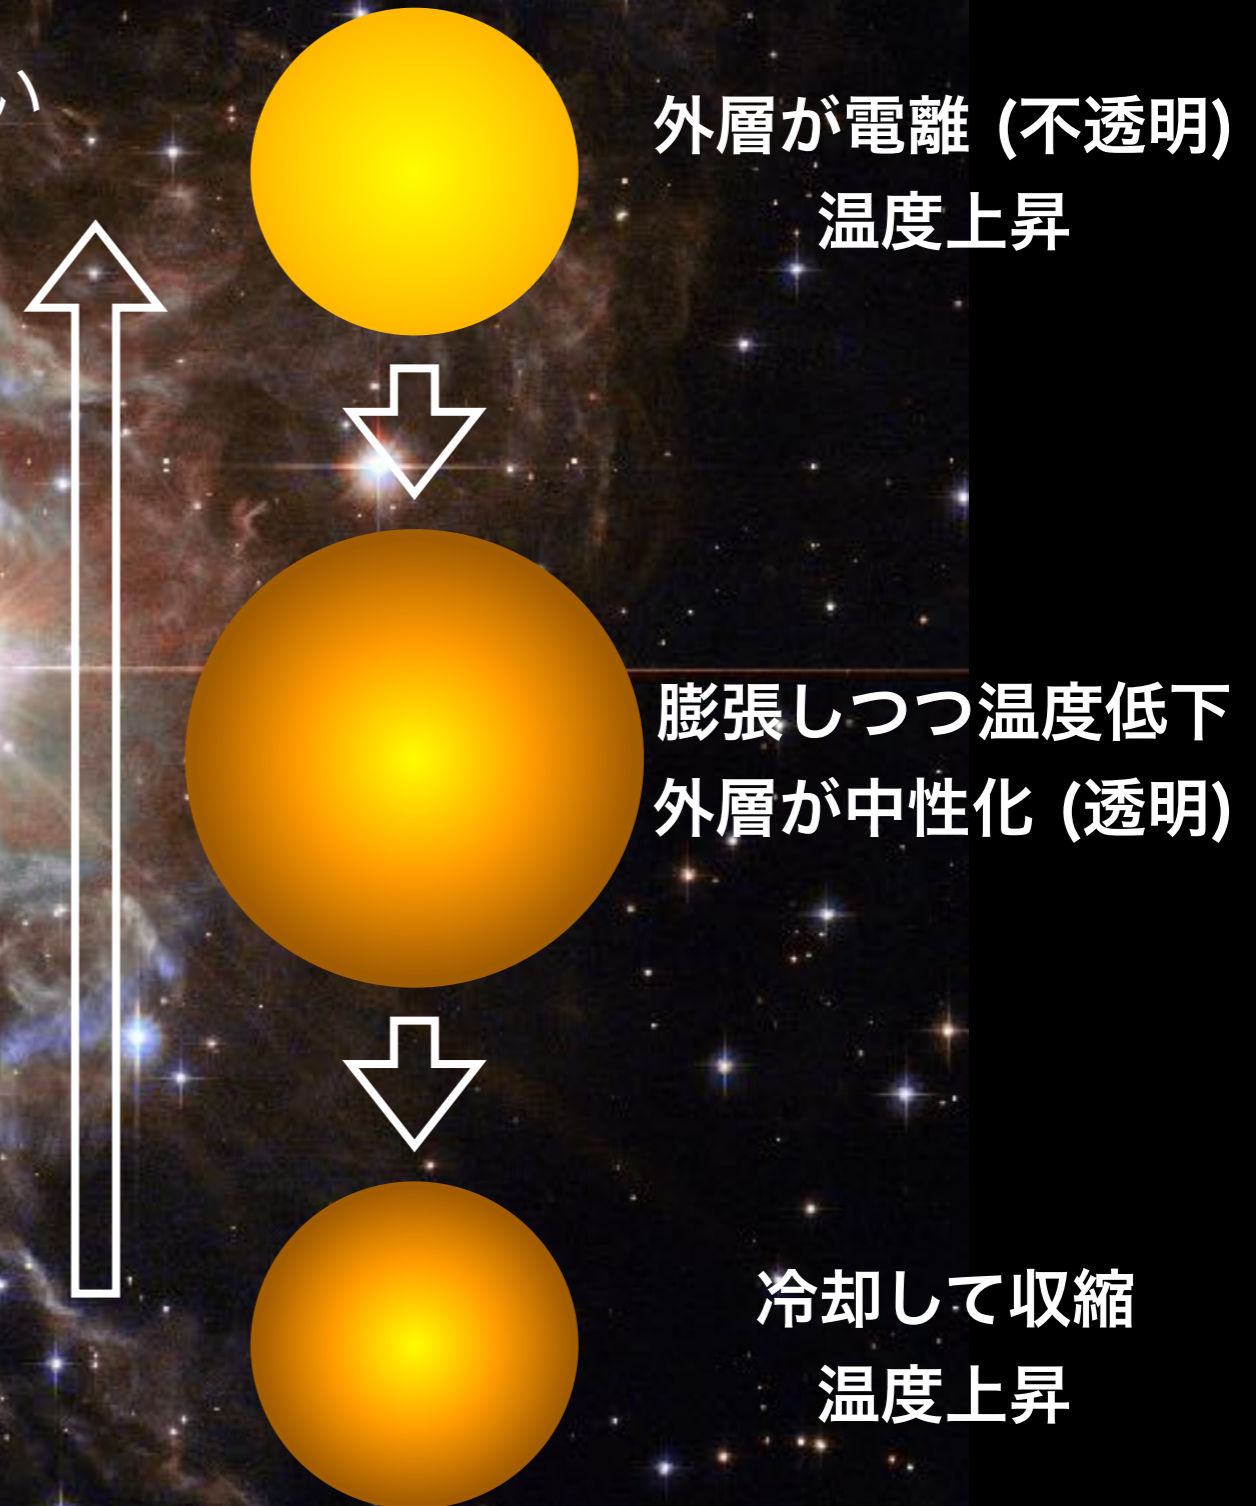 い
外層が電離 (不透明)
温度上昇
膨張しつつ温度低下
外層が中性化 (透明)
冷却して収縮
温度上昇